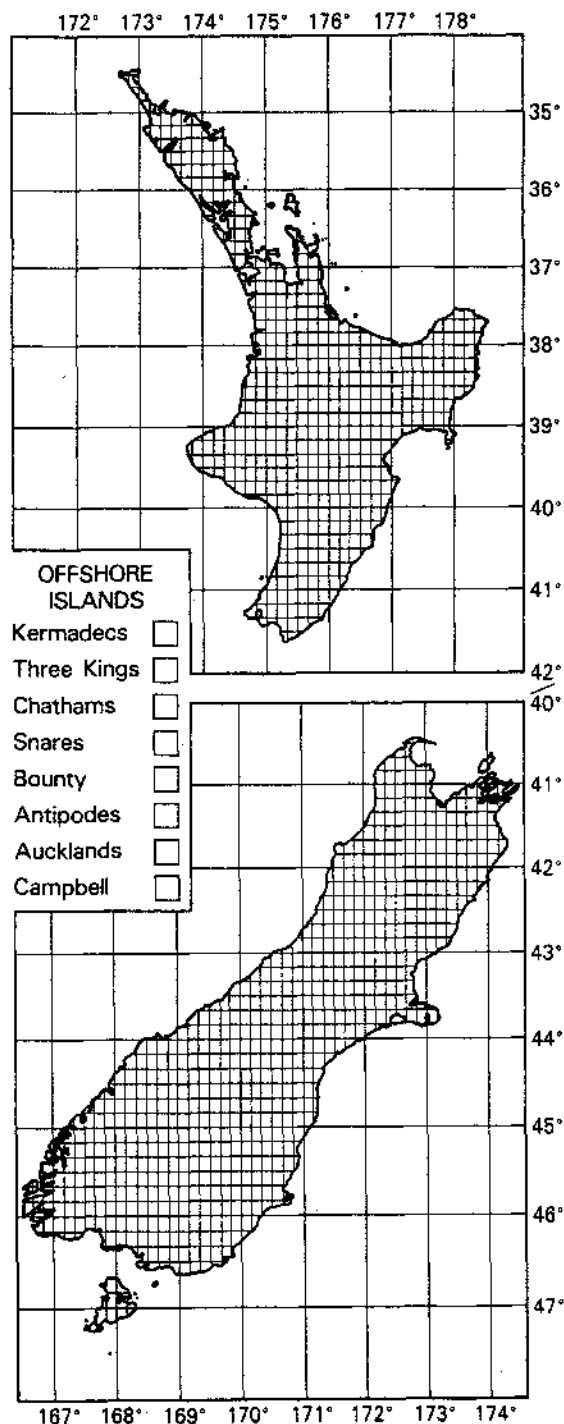 172° 173° 174° 175° 176° 177° 178°
35°
36°
37°
38°
39°
40°
41°
42°
OFFSHORE
ISLANDS
Kermadecs
Three Kings
Chathams
Snares
Bounty
Antipodes
Aucklands
Campbell
40°
41°
42°
43°
44°
45°
46°
47°
167° 168° 169° 170° 171° 172° 173° 174°